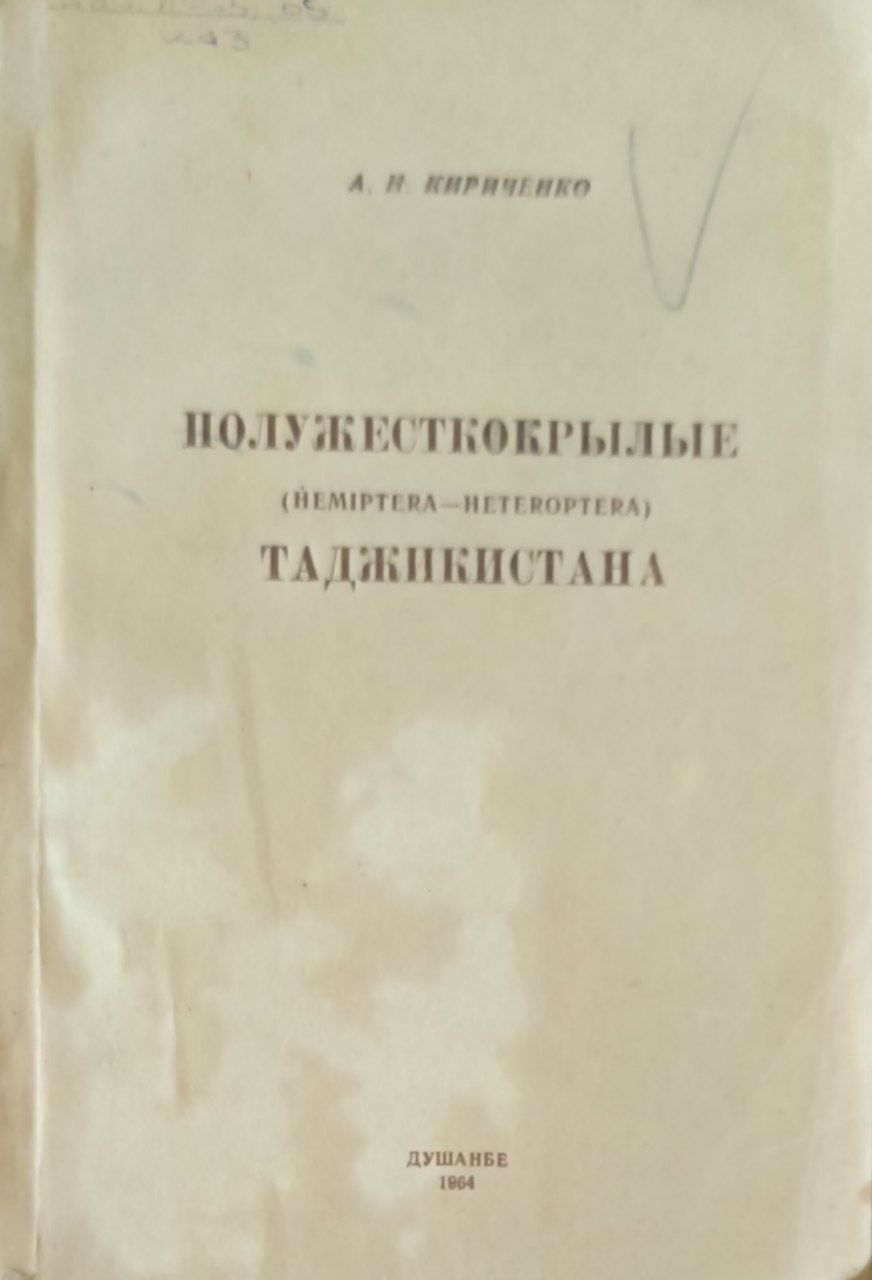 А. Н. КИРИЧЕНКО
ПОЛУЖЕСТКОКРЫЛЫЕ
(HEMIPTERA—HETEROPTERA)
ТАДЖИКИСТАНА
ДУШАНБЕ
1964